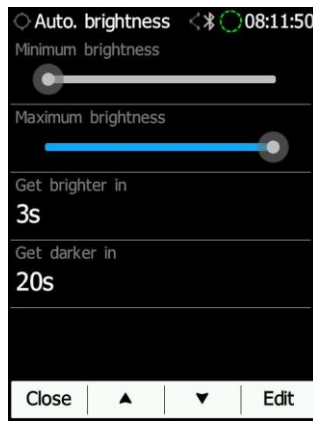 Auto. brightness 08:11:50
Minimum brightness
Maximum brightness
Get brighter in
3s
Get darker in
20s
Close ▲ ▼ Edit